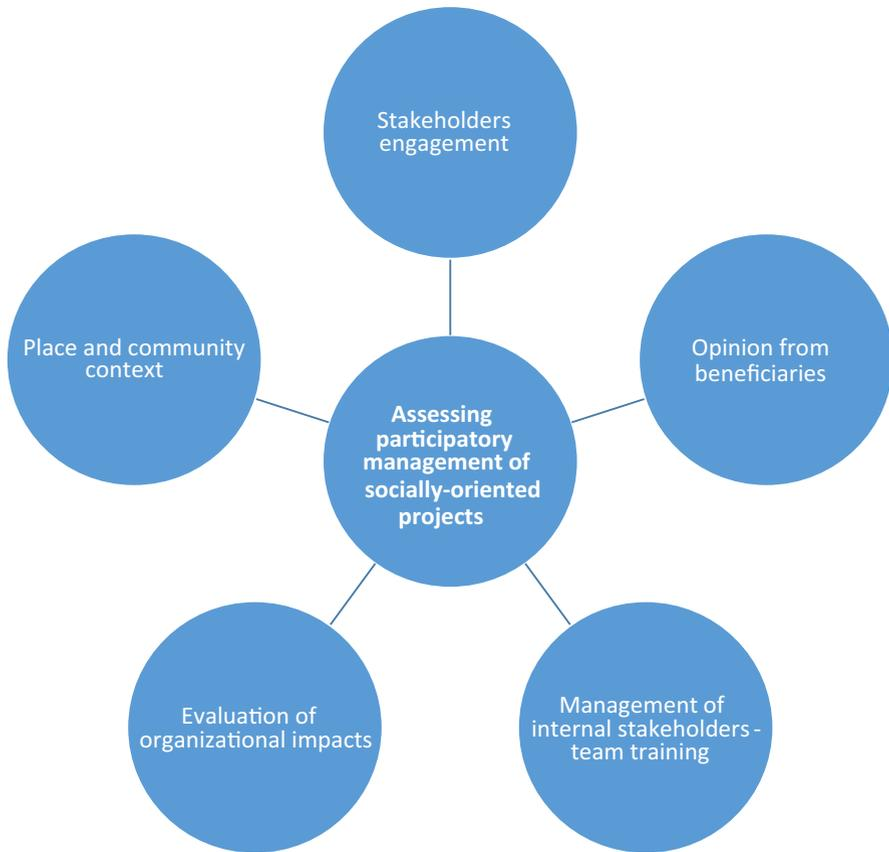 Stakeholders
engagement
Place and community
context
Opinion from
beneficiaries
Assessing
participatory
management of
socially-oriented
projects
Evaluation of
organizational impacts
Management of
internal stakeholders -
team training